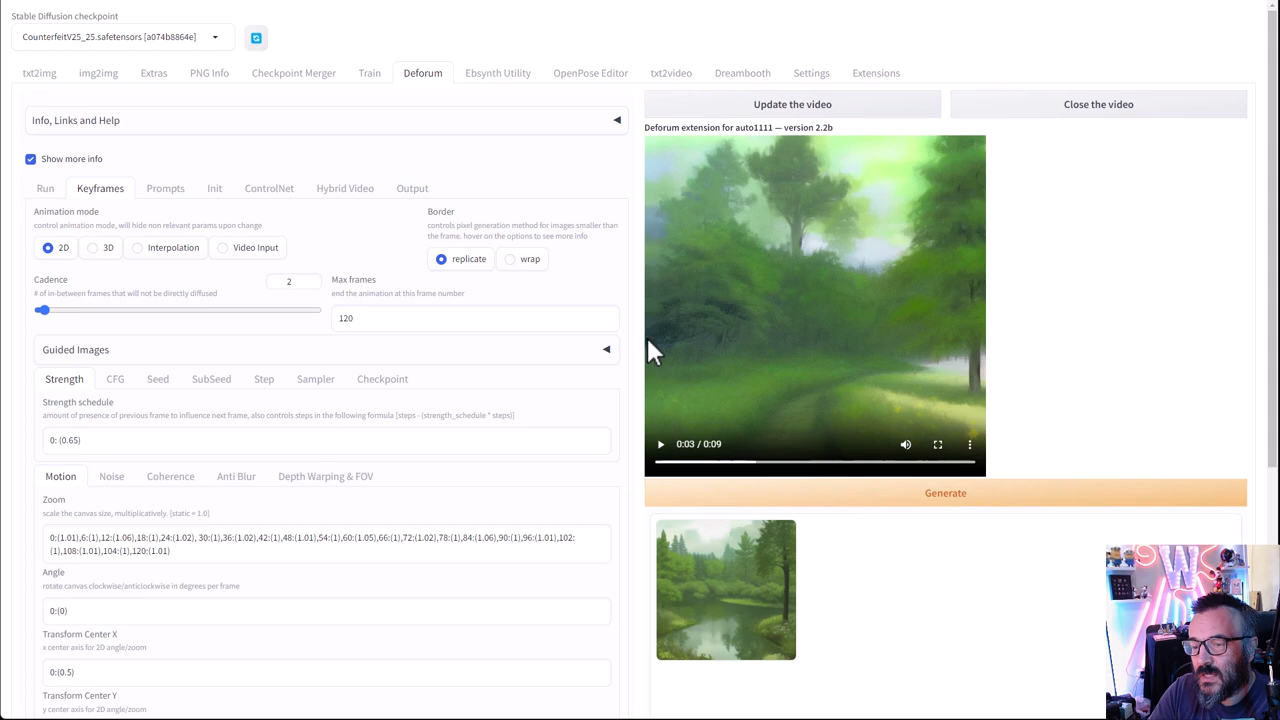 Stable Diffusion checkpoint
CounterfeitV25_25.safetensors [a074b8864e]
txt2img img2img Extras PNG Info Checkpoint Merger Train Deforum Ebsynth Utility OpenPose Editor txt2video Dreambooth Settings Extensions
Info, Links and Help
Show more info
Run Keyframes Prompts Init ControlNet Hybrid Video Output
Animation mode
control animation mode, will hide non relevant params upon change
2D 3D Interpolation Video Input
Border
controls pixel generation method for images smaller than
the frame. hover on the options to see more info
replicate wrap
Cadence
2
# of in-between frames that will not be directly diffused
Max frames
end the animation at this frame number
120
Guided Images
Strength CFG Seed SubSeed Step Sampler Checkpoint
Strength schedule
amount of presence of previous frame to influence next frame, also controls steps in the following formula [steps - (strength_schedule * steps)]
0: (0.65)
Motion Noise Coherence Anti Blur Depth Warping & FOV
Zoom
scale the canvas size, multiplicatively. [static = 1.0]
0:(1.01),6:(1),12:(1.06),18:(1),24:(1.02), 30:(1),36:(1.02),42:(1),48:(1.01),54:(1),60:(1.05),66:(1),72:(1.02),78:(1),84:(1.06),90:(1),96:(1.01),102:
(1),108:(1.01),104:(1),120:(1.01)
Angle
rotate canvas clockwise/anticlockwise in degrees per frame
0:(0)
Transform Center X
x center axis for 2D angle/zoom
0:(0.5)
Transform Center Y
y center axis for 2D angle/zoom
Update the video
Close the video
Deforum extension for auto1111 — version 2.2b
0:03 / 0:09
Generate